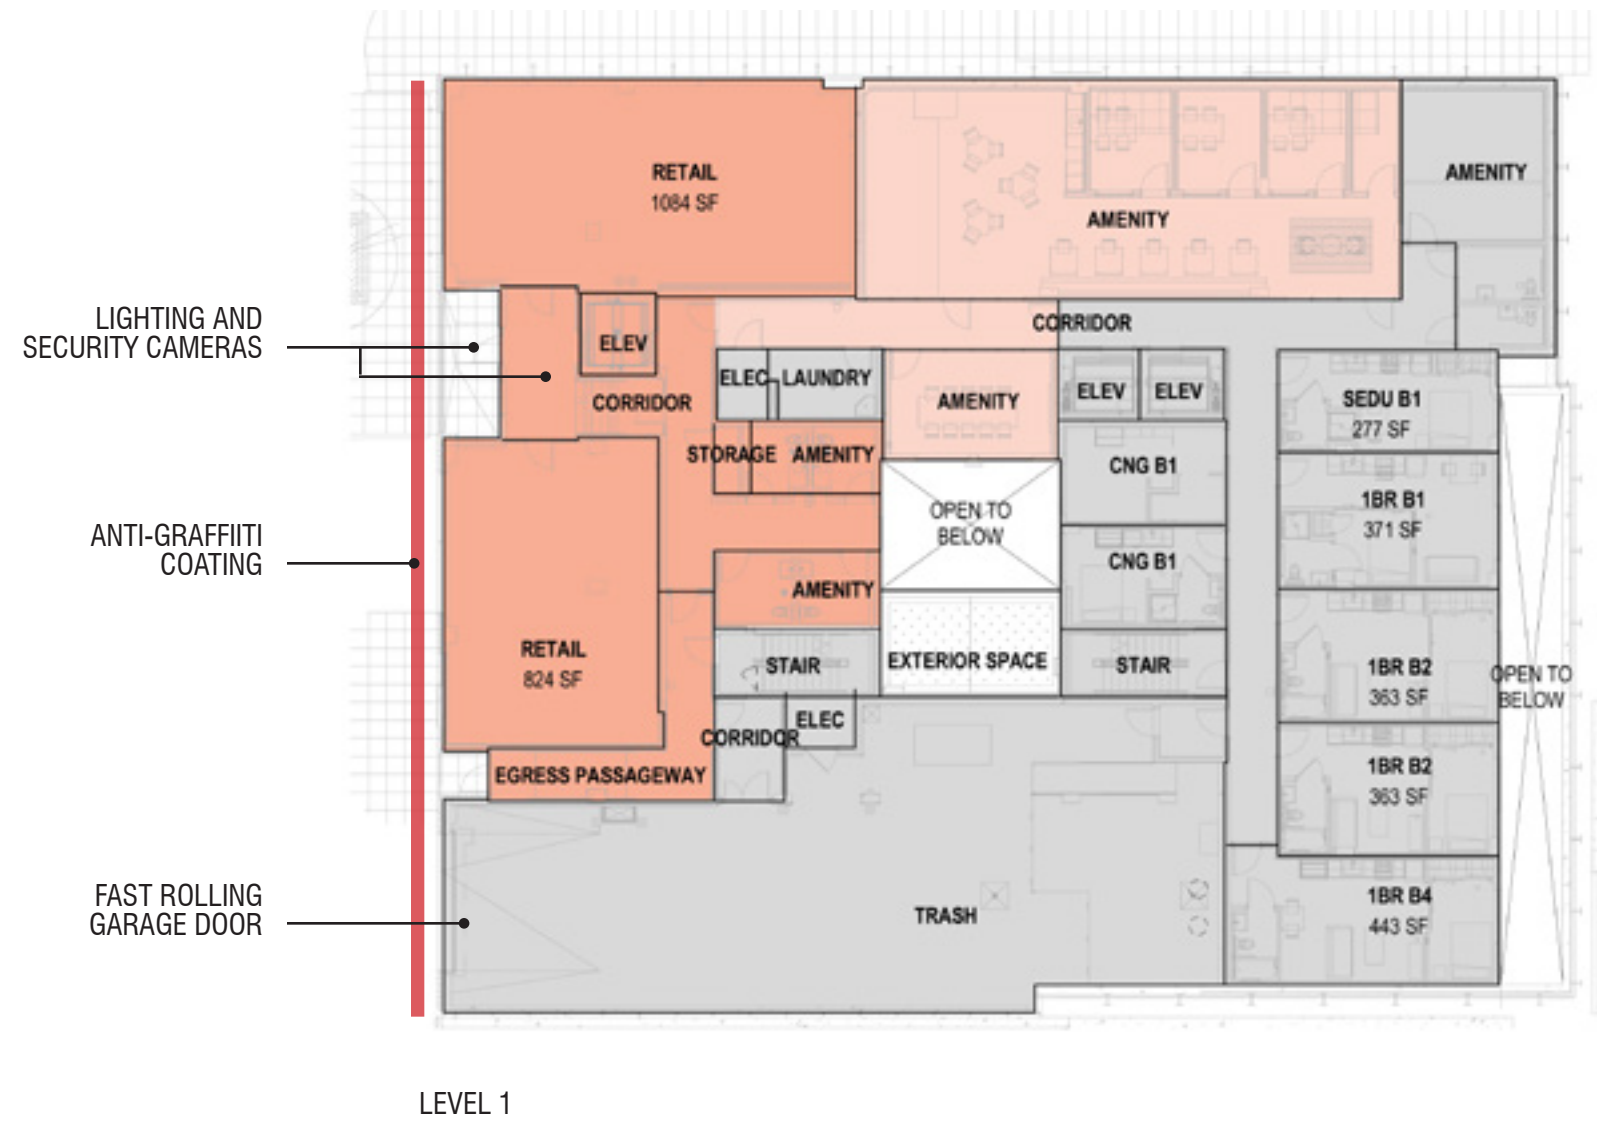 RETAIL
1084 SF
AMENITY
AMENITY
LIGHTING AND
SECURITY CAMERAS
ELEV
CORRIDOR
CORRIDOR
ELEC
LAUNDRY
AMENITY
ELEV
ELEV
SEDU B1
277 SF
STORAGE
AMENITY
CNG B1
OPEN TO
BELOW
1BR B1
371 SF
ANTI-GRAFFIITI
COATING
CNG B1
AMENITY
RETAIL
824 SF
STAIR
EXTERIOR SPACE
STAIR
1BR B2
363 SF
OPEN TO
BELOW
CORRIDOR
ELEC
EGRESS PASSAGEWAY
1BR B2
363 SF
FAST ROLLING
GARAGE DOOR
TRASH
1BR B4
443 SF
LEVEL 1